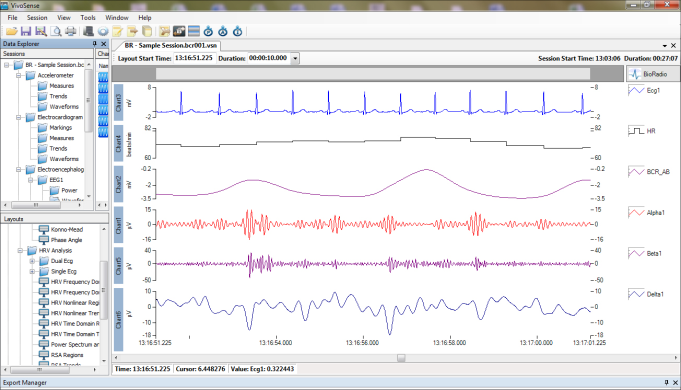 VivoSense
File Session View Tools Window Help
Data Explorer
Sessions
BR - Sample Session.bc
Accelerometer
Measures
Trends
Waveforms
Electrocardiogram
Markings
Measures
Trends
Waveforms
Electroencephalog
EEG1
Power
Layouts
Konno-Mead
Phase Angle
HRV Analysis
Dual Ecg
Single Ecg
HRV Frequency Do
HRV Frequency Do
HRV Nonlinear Regi
HRV Nonlinear Tren
HRV Time Domain R
HRV Time Domain T
Power Spectrum ar
RSA Regions
RSA Trends
BR - Sample Session.bcr001.vsn
Layout Start Time: 13:16:51.225 Duration: 00:00:10.000
Session Start Time: 13:03:06 Duration: 00:27:07
BioRadio
Chart3 mV 8 -2 8 -2 Ecg1
Chart4 beats/min 82 60 82 60 HR
Chart2 mV -0.2 -3.5 -0.2 -3.5 BCR_AB
Chart1 µV 15 -16 15 -16 Alpha1
Chart5 µV 40 0 -50 40 0 -50 Beta1
Chart6 µV 10 0 -10 -18 10 0 -10 -18 Delta1
13:16:51.225 13:16:54.000 13:16:56.000 13:16:58.000 13:17:00.000 13:17:01.225
Time: 13:16:51.225 Cursor: 6.448276 Value: Ecg1: 0.322443
Export Manager